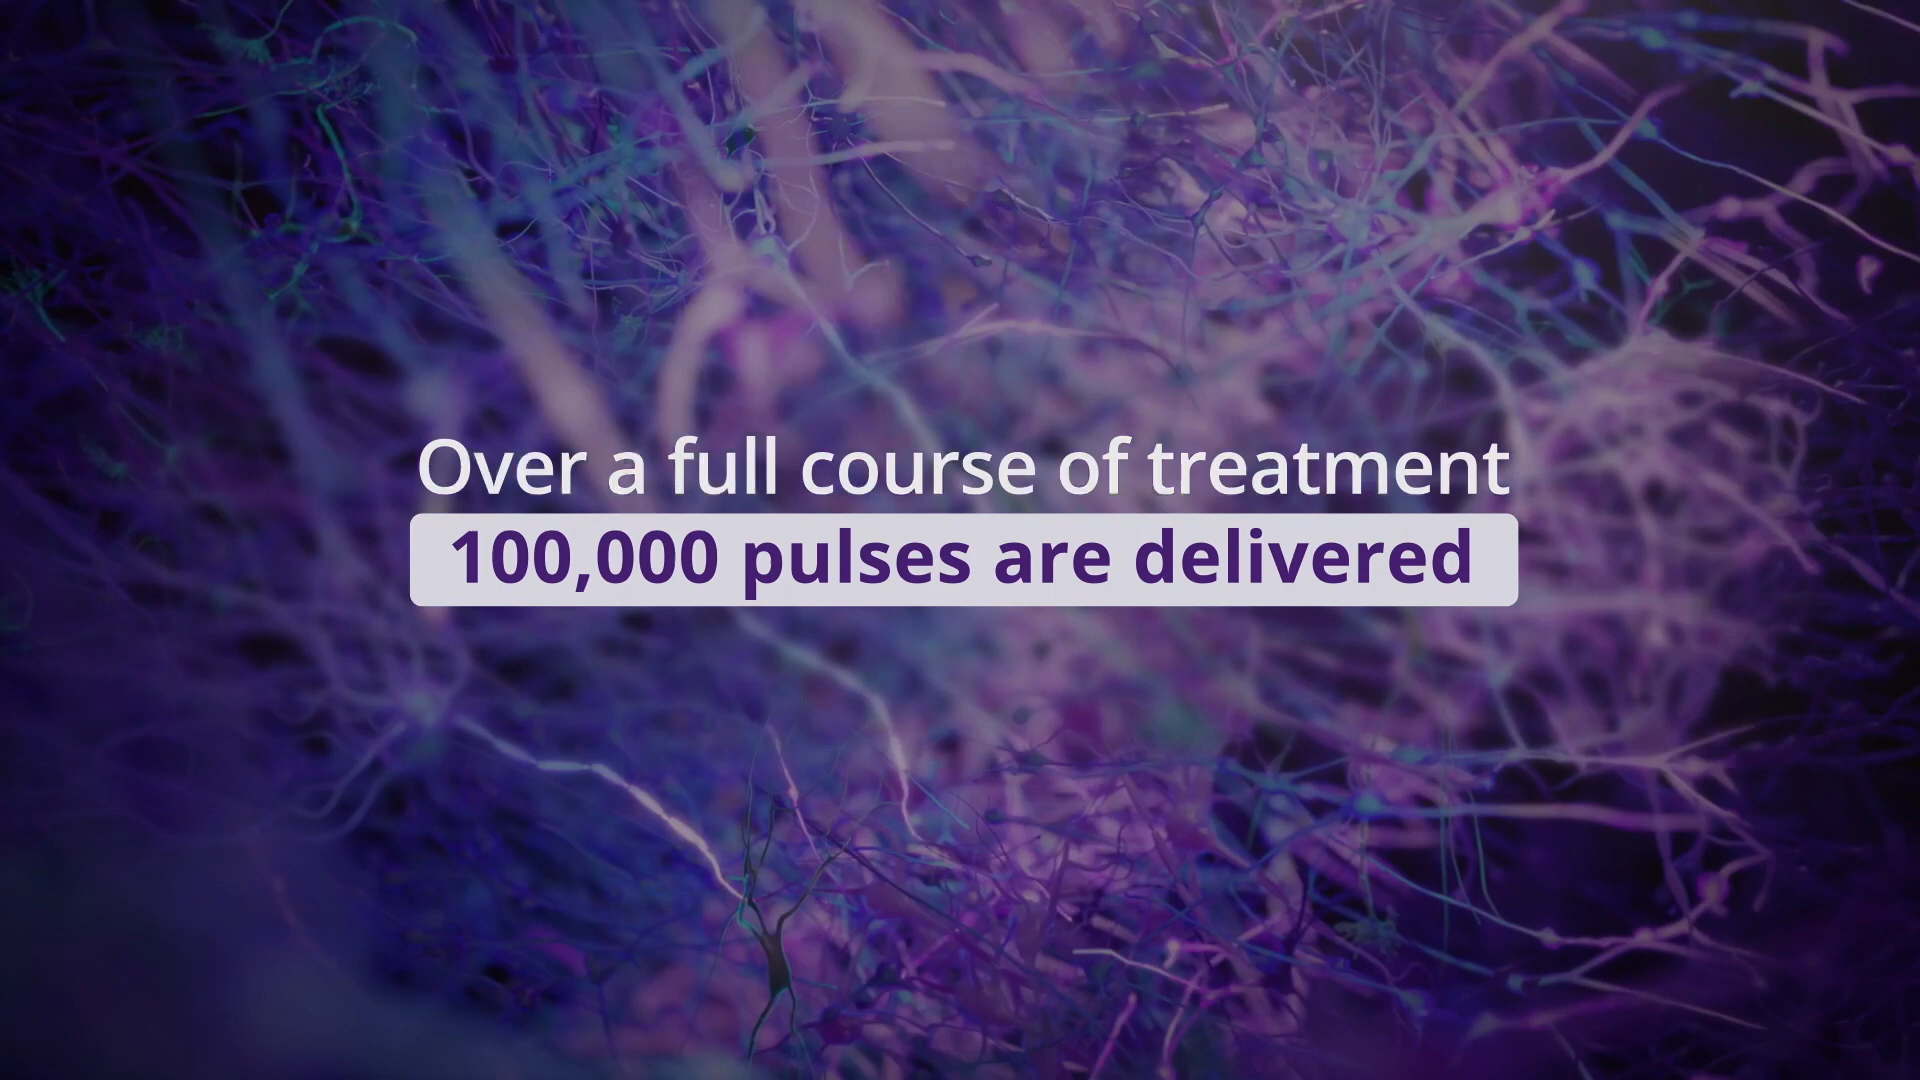 Over a full course of treatment
100,000 pulses are delivered